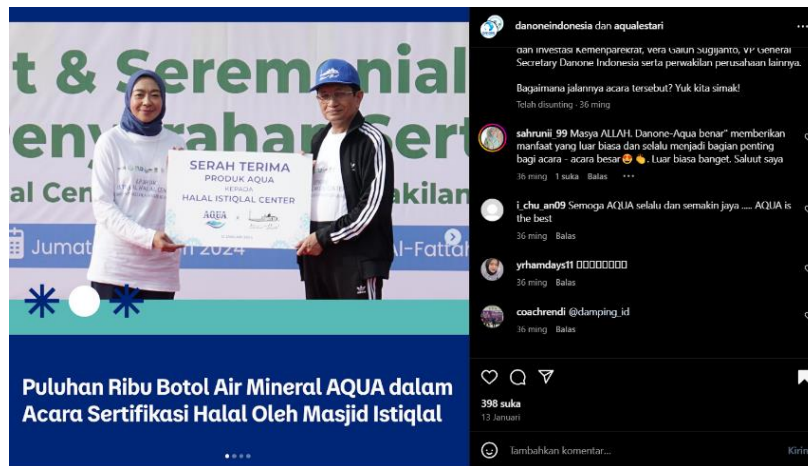 t & Seremonial
enyerahan Sert
al Cen
akilan
Jumat
2024
Al-Fattah
SERAH TERIMA
PRODUK AQUA
KEPADA
HALAL ISTIQLAL CENTER
AQUA
Puluhan Ribu Botol Air Mineral AQUA dalam
Acara Sertifikasi Halal Oleh Masjid Istiqlal
danoneindonesia dan aqualestari
dan Investasi Kemenparekraf, Vera Galuh Sugijanto, VP General
Secretary Danone Indonesia serta perwakilan perusahaan lainnya.
Bagaimana jalannya acara tersebut? Yuk kita simak!
Telah disunting · 36 ming
sahrunii_99 Masya ALLAH. Danone-Aqua benar" memberikan
manfaat yang luar biasa dan selalu menjadi bagian penting
bagi acara - acara besar😍👏. Luar biasa banget. Saluut saya
36 ming 1 suka Balas
i_chu_an09 Semoga AQUA selalu dan semakin jaya ..... AQUA is
the best
36 ming Balas
yrhamdays11
36 ming Balas
coachrendi @damping_id
36 ming Balas
398 suka
13 Januari
Tambahkan komentar...
Kirim